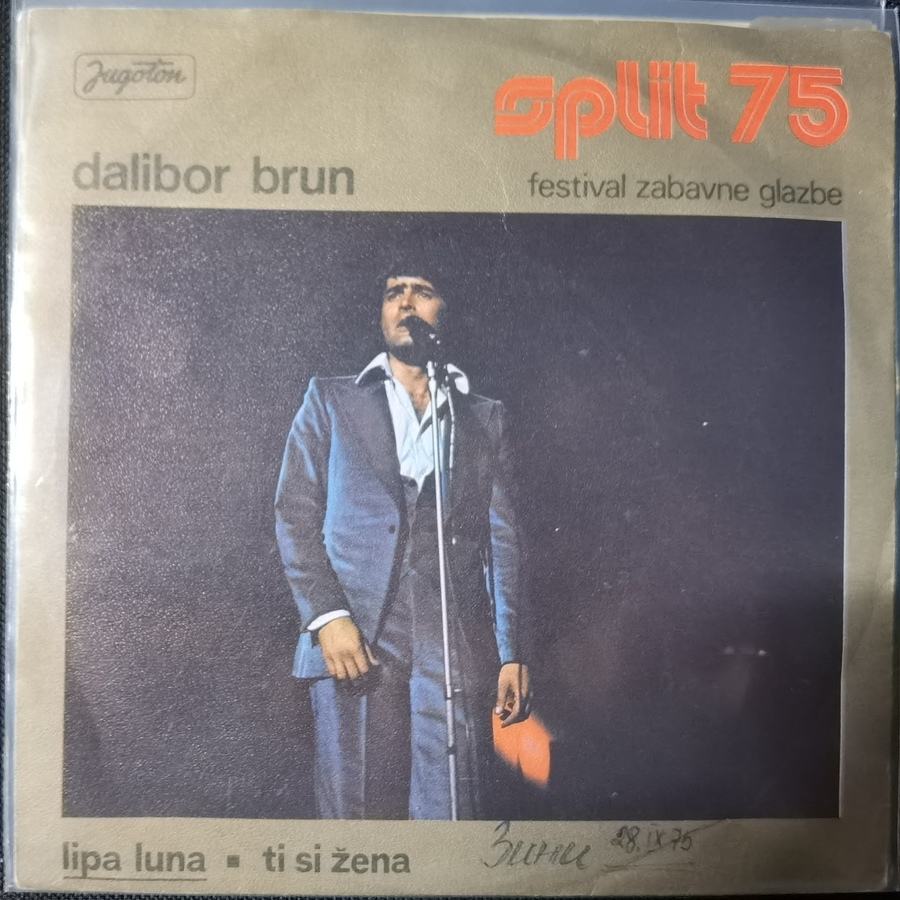 Jugoton
split 75
dalibor brun
festival zabavne glazbe
lipa luna ▪ ti si žena
28.IX 75